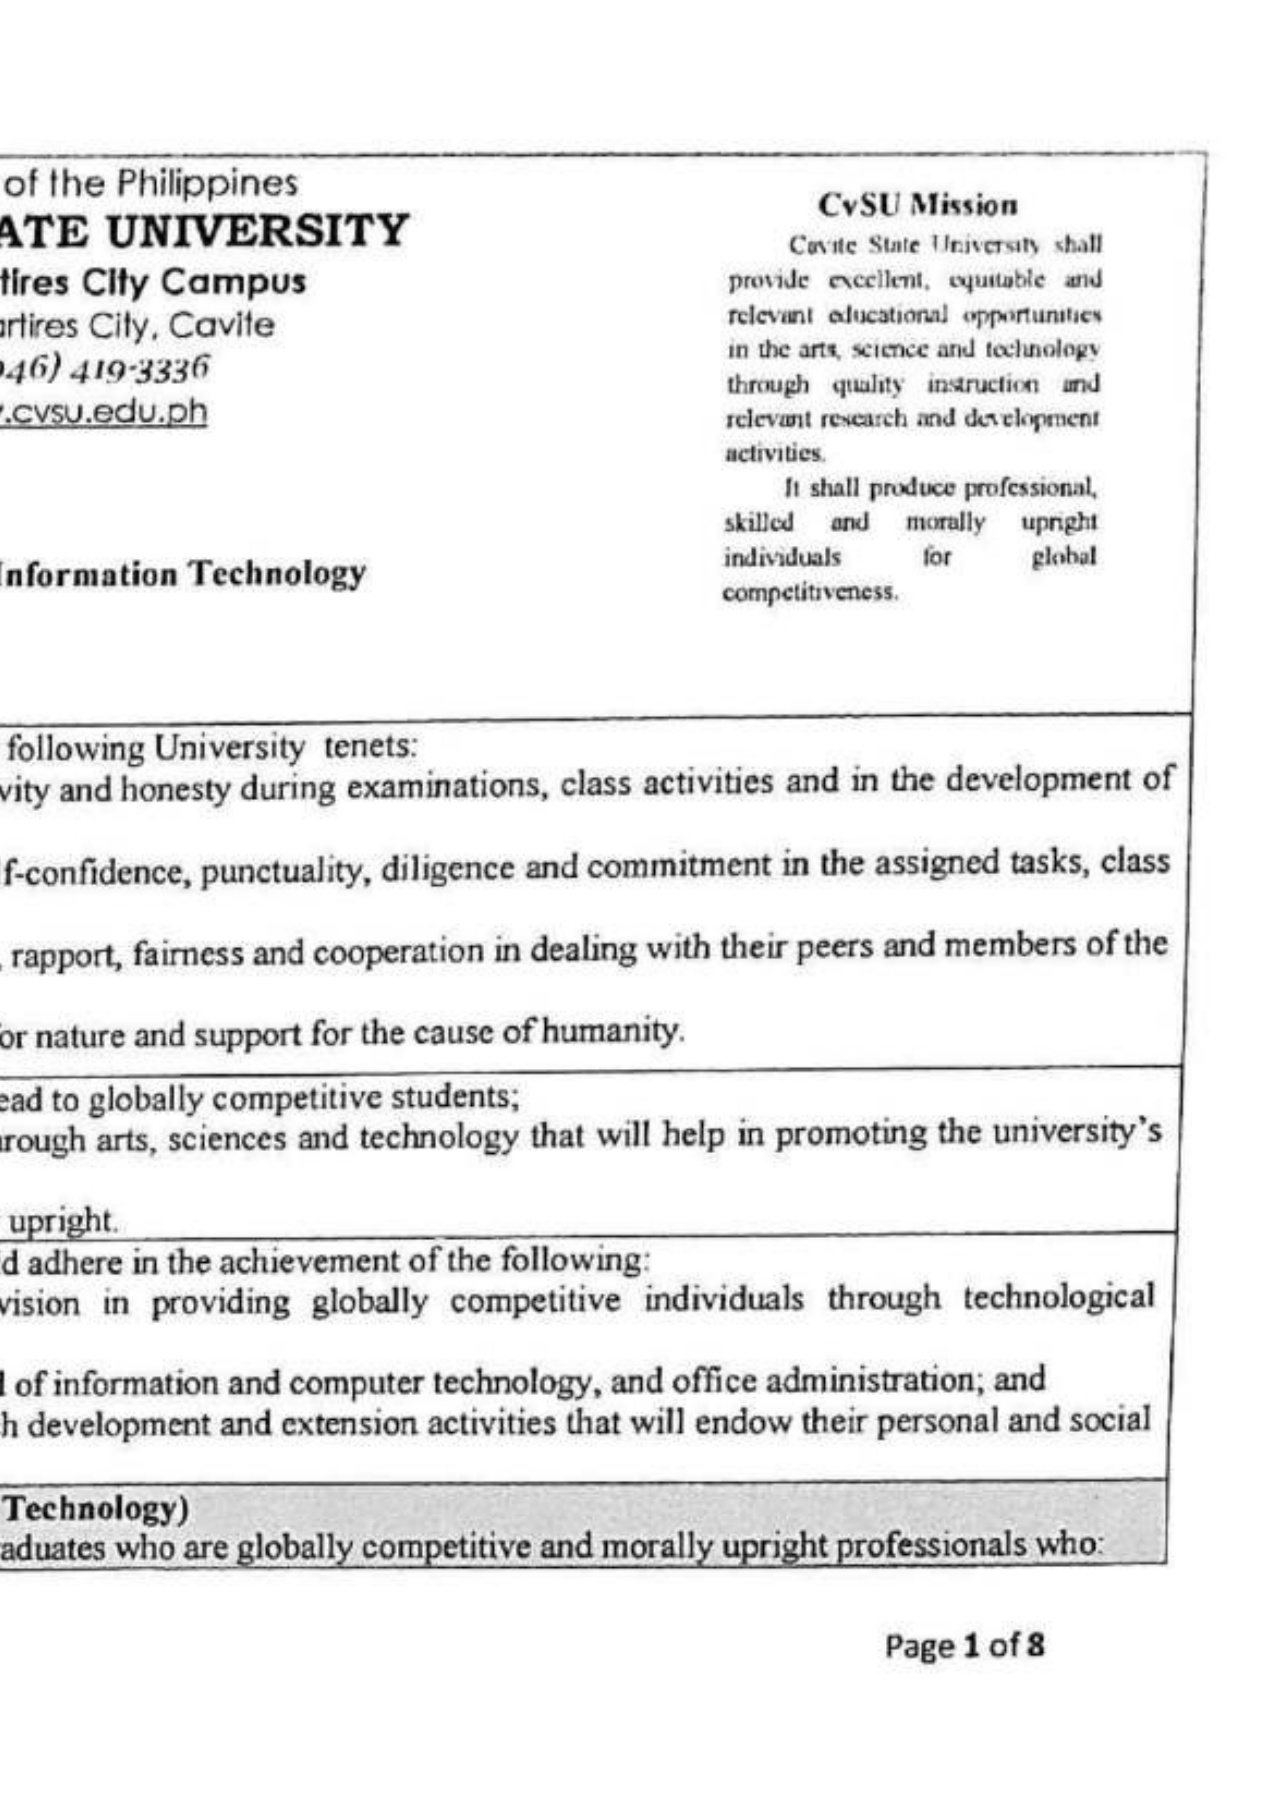 of the Philippines
ATE UNIVERSITY
tires City Campus
artires City, Cavite
046) 419-3336
.cvsu.edu.ph
Information Technology
CvSU Mission
Cavite State University shall
provide excellent, equitable and
relevant educational opportunities
in the arts, science and technology
through quality instruction and
relevant research and development
activities.
It shall produce professional,
skilled and morally upright
individuals for global
competitiveness.
following University tenets:
vity and honesty during examinations, class activities and in the development of
f-confidence, punctuality, diligence and commitment in the assigned tasks, class
, rapport, fairness and cooperation in dealing with their peers and members of the
or nature and support for the cause of humanity.
ead to globally competitive students;
rough arts, sciences and technology that will help in promoting the university's
upright.
d adhere in the achievement of the following:
vision in providing globally competitive individuals through technological
l of information and computer technology, and office administration; and
h development and extension activities that will endow their personal and social
Technology)
aduates who are globally competitive and morally upright professionals who:
Page 1 of 8